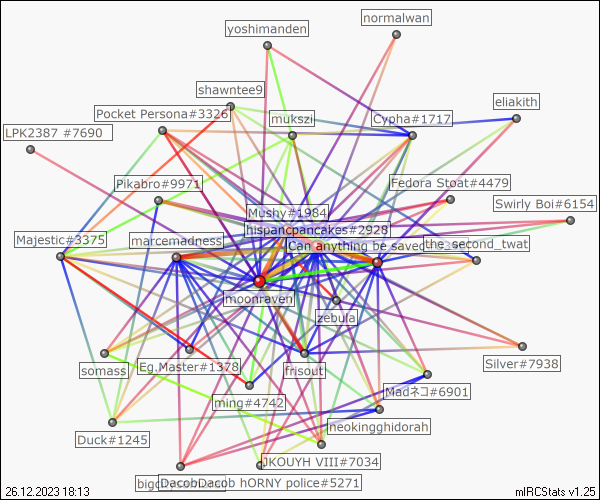 normalwan
yoshimanden
shawntee9
eliakith
Pocket Persona#3326
mukszi
Cypha#1717
LPK2387 #7690
Pikabro#9971
Fedora Stoat#4479
Swirly Boi#6154
Mushy#1984
hispancpancakes#2928
Majestic#3375
marcemadness
Can anything be saved
the_second_twat
moonraven
zebula
somass
Eg.Master#1378
frisout
Silver#7938
ming#4742
Madネコ#6901
Duck#1245
neokingghidorah
JKOUYH VIII#7034
DacobDacob hORNY police#5271
26.12.2023 18:13
mIRCStats v1.25